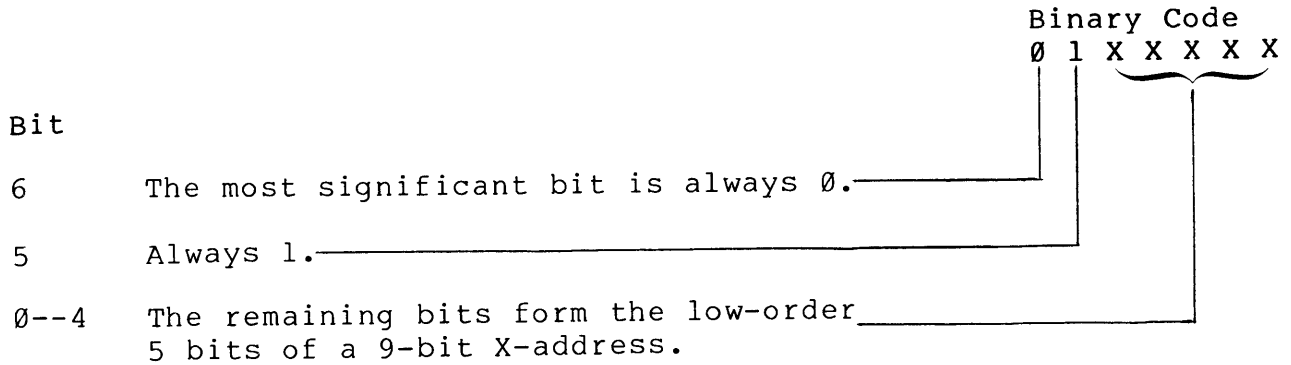 Binary Code
Ø 1 X X X X X
Bit
6 The most significant bit is always Ø.
5 Always 1.
Ø--4 The remaining bits form the low-order
5 bits of a 9-bit X-address.